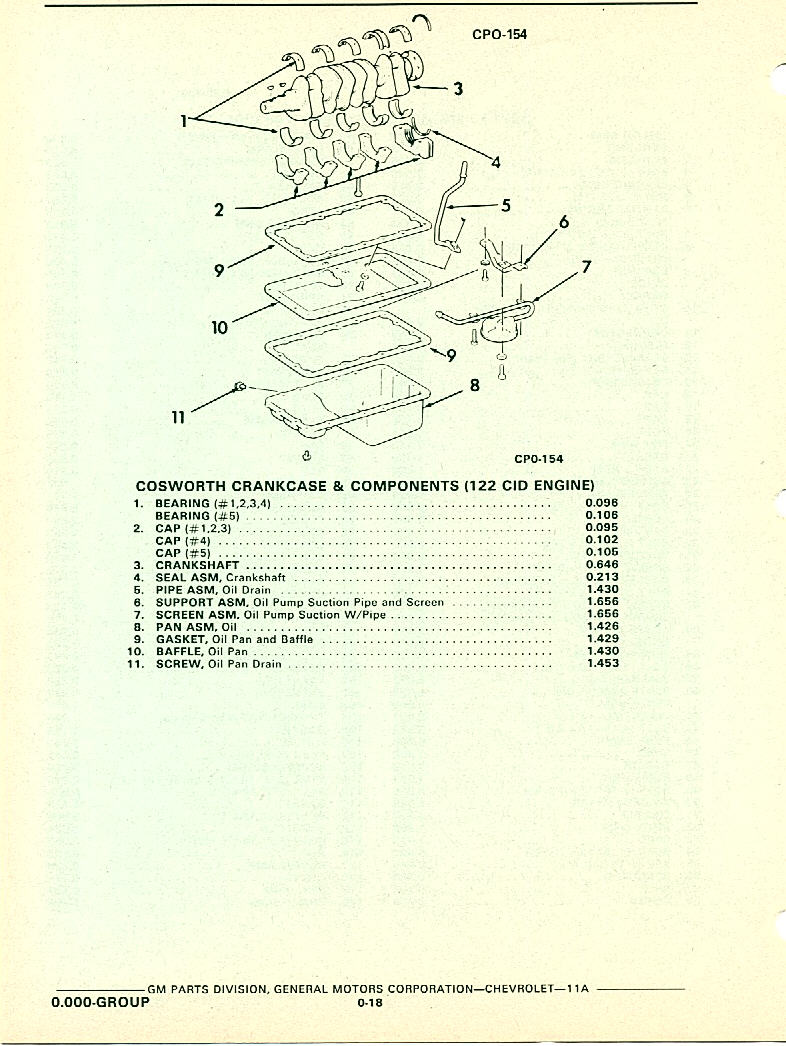 CPO-154
3
1
4
2
5
6
9
7
10
9
8
11
CPO-154
COSWORTH CRANKCASE & COMPONENTS (122 CID ENGINE)
1. BEARING (#1,2,3,4) 0.096
BEARING (#5) 0.106
2. CAP (#1,2,3) 0.095
CAP (#4) 0.102
CAP (#5) 0.105
3. CRANKSHAFT 0.646
4. SEAL ASM, Crankshaft 0.213
5. PIPE ASM, Oil Drain 1.430
6. SUPPORT ASM, Oil Pump Suction Pipe and Screen 1.656
7. SCREEN ASM, Oil Pump Suction W/Pipe 1.656
8. PAN ASM, Oil 1.426
9. GASKET, Oil Pan and Baffle 1.429
10. BAFFLE, Oil Pan 1.430
11. SCREW, Oil Pan Drain 1.453
GM PARTS DIVISION, GENERAL MOTORS CORPORATION—CHEVROLET—11A
0.000-GROUP 0-18